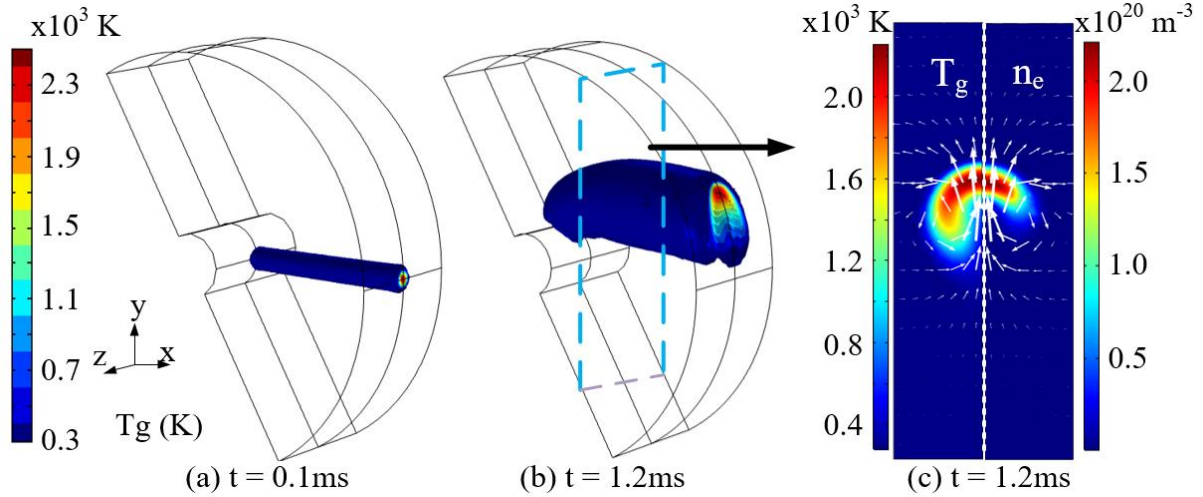 x10³ K
2.3
1.9
1.5
1.1
0.7
0.3
y
z
x
Tg (K)
(a) t = 0.1ms
(b) t = 1.2ms
x10³ K
2.0
1.6
1.2
0.8
0.4
Tg
ne
x10²⁰ m⁻³
2.0
1.5
1.0
0.5
(c) t = 1.2ms